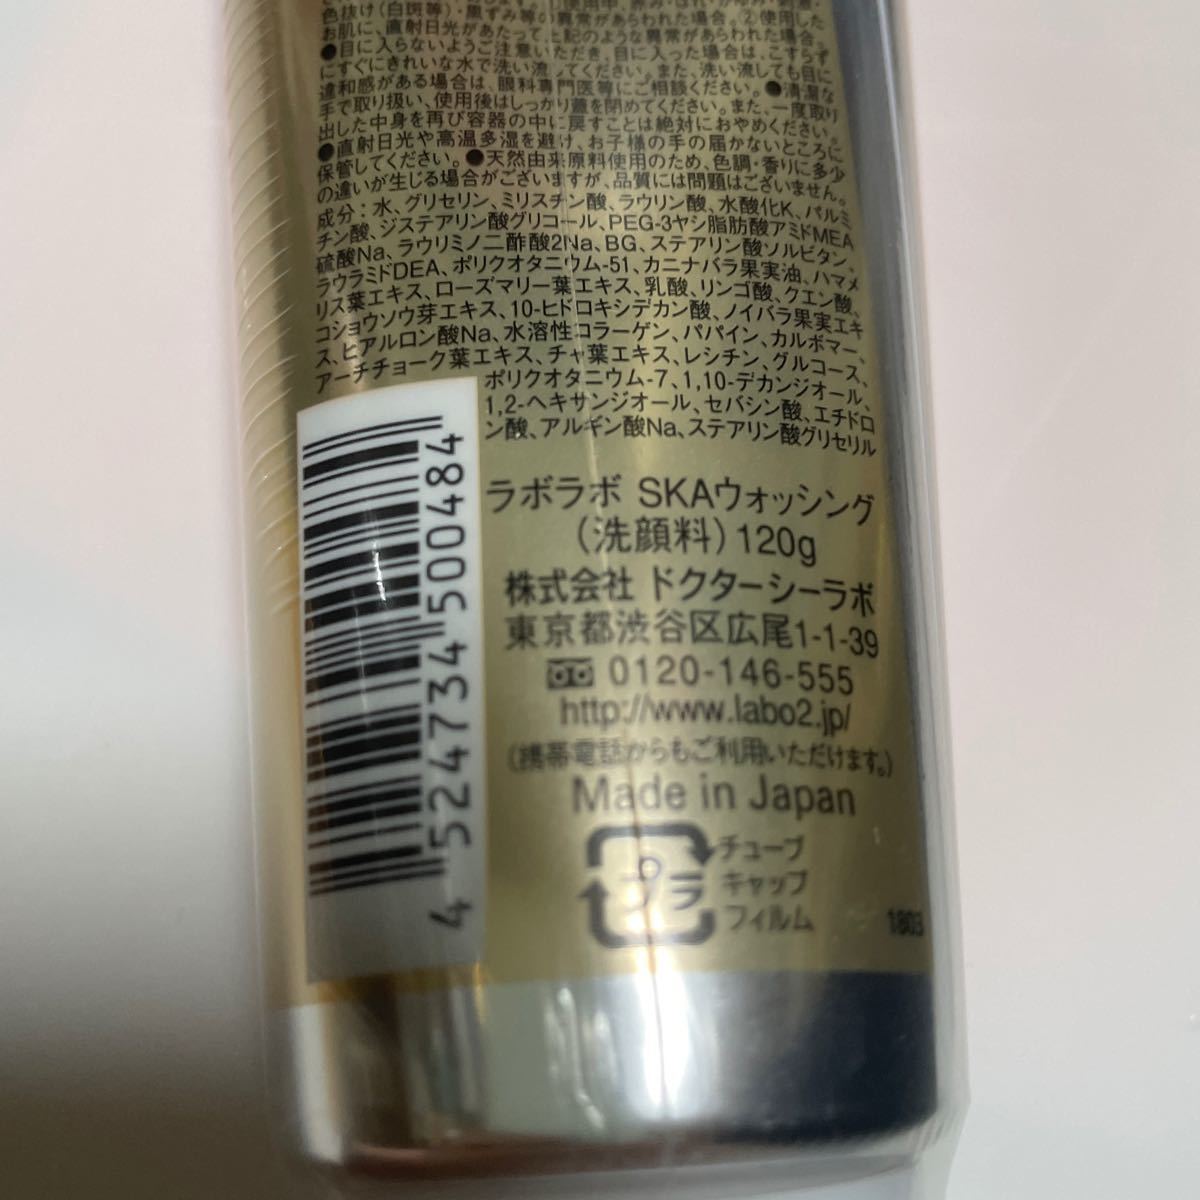 色抜け(白斑等)・黒ずみ等の異常があらわれた場合。②使用した
お肌に、直射日光があたって上記のような異常があらわれた場合。
●目に入らないようご注意いただき、目に入った場合は、こすらず
にすぐにきれいな水で洗い流してください。また、洗い流しても目に
違和感がある場合は、眼科専門医等にご相談ください。●清潔な
手で取り扱い、使用後はしっかり蓋を閉めてください。また、一度取り
出した中身を再び容器の中に戻すことは絶対におやめください。
●直射日光や高温多湿を避け、お子様の手の届かないところに
保管してください。●天然由来原料使用のため、色調・香りに多少
の違いが生じる場合がございますが、品質には問題はございません。
成分:水、グリセリン、ミリスチン酸、ラウリン酸、水酸化K、パルミ
チン酸、ジステアリン酸グリコール、PEG-3ヤシ脂肪酸アミドMEA
硫酸Na、ラウリミノ二酢酸2Na、BG、ステアリン酸ソルビタン、
ラウラミドDEA、ポリクオタニウム-51、カニナバラ果実油、ハマメ
リス葉エキス、ローズマリー葉エキス、乳酸、リンゴ酸、クエン酸、
コショウソウ芽エキス、10-ヒドロキシデカン酸、ノイバラ果実エキ
ス、ヒアルロン酸Na、水溶性コラーゲン、パパイン、カルボマー、
アーチチョーク葉エキス、チャ葉エキス、レシチン、グルコース、
ポリクオタニウム-7、1,10-デカンジオール、
1,2-ヘキサンジオール、セバシン酸、エチドロ
ン酸、アルギン酸Na、ステアリン酸グリセリル
4524734500484
ラボラボ SKAウォッシング
(洗顔料)120g
株式会社 ドクターシーラボ
東京都渋谷区広尾1-1-39
0120-146-555
http://www.labo2.jp/
(携帯電話からもご利用いただけます。)
Made in Japan
プラ
チューブ
キャップ
フィルム
1803